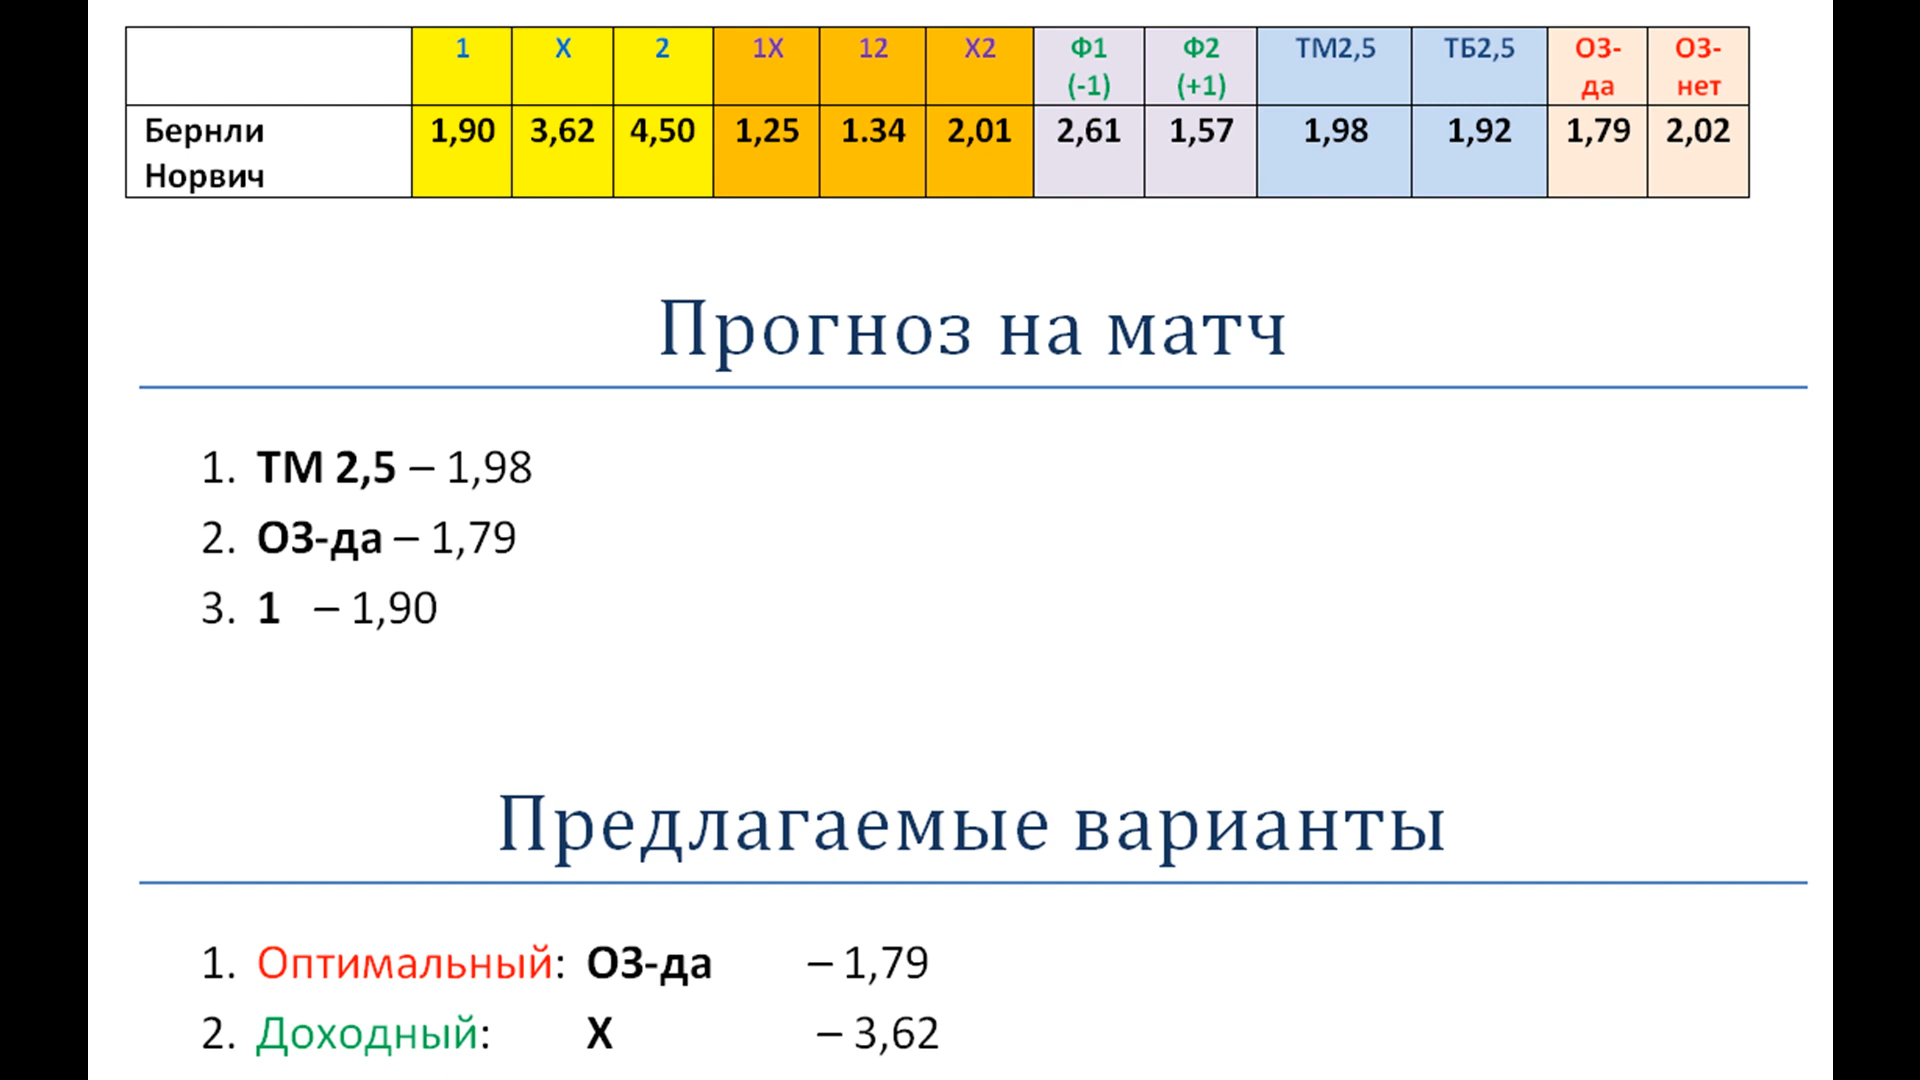 1 Х 2 1Х 12 Х2 Ф1 Ф2 ТМ2,5 ТБ2,5 ОЗ- ОЗ-
(-1) (+1) да нет
Бернли 1,90 3,62 4,50 1,25 1.34 2,01 2,61 1,57 1,98 1,92 1,79 2,02
Норвич
Прогноз на матч
1. ТМ 2,5 – 1,98
2. ОЗ-да – 1,79
3. 1 – 1,90
Предлагаемые варианты
1. Оптимальный: ОЗ-да – 1,79
2. Доходный: Х – 3,62